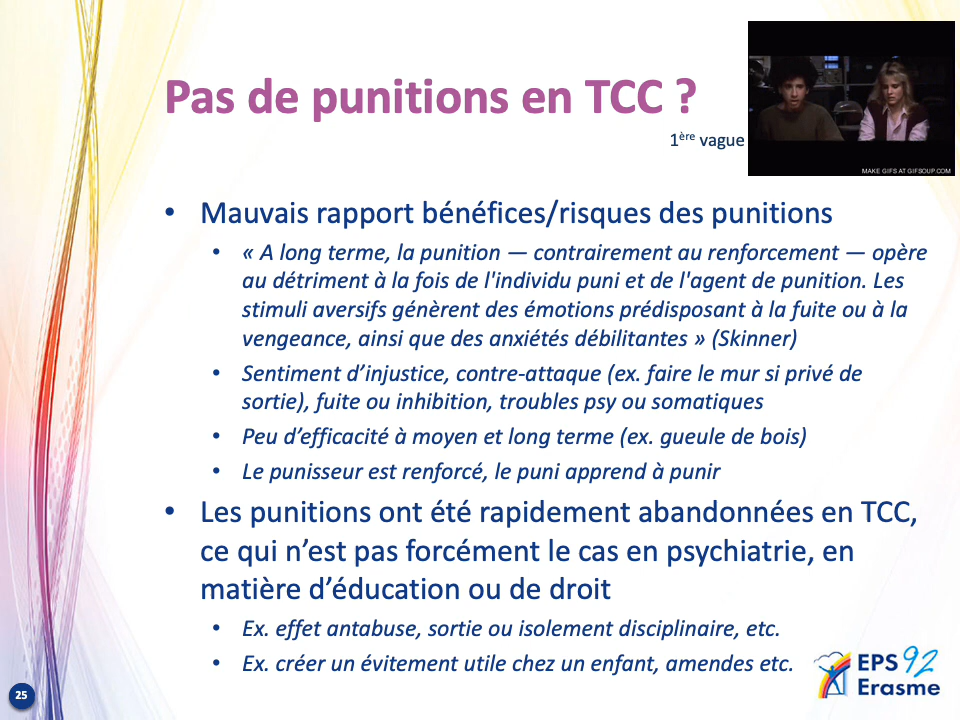 Pas de punitions en TCC ?
1ère vague
MAKE GIFS AT GIFSOUP.COM
• Mauvais rapport bénéfices/risques des punitions
• « A long terme, la punition — contrairement au renforcement — opère
au détriment à la fois de l'individu puni et de l'agent de punition. Les
stimuli aversifs génèrent des émotions prédisposant à la fuite ou à la
vengeance, ainsi que des anxiétés débilitantes » (Skinner)
• Sentiment d’injustice, contre-attaque (ex. faire le mur si privé de
sortie), fuite ou inhibition, troubles psy ou somatiques
• Peu d’efficacité à moyen et long terme (ex. gueule de bois)
• Le punisseur est renforcé, le puni apprend à punir
• Les punitions ont été rapidement abandonnées en TCC,
ce qui n’est pas forcément le cas en psychiatrie, en
matière d’éducation ou de droit
• Ex. effet antabuse, sortie ou isolement disciplinaire, etc.
• Ex. créer un évitement utile chez un enfant, amendes etc.
EPS 92
Erasme
25